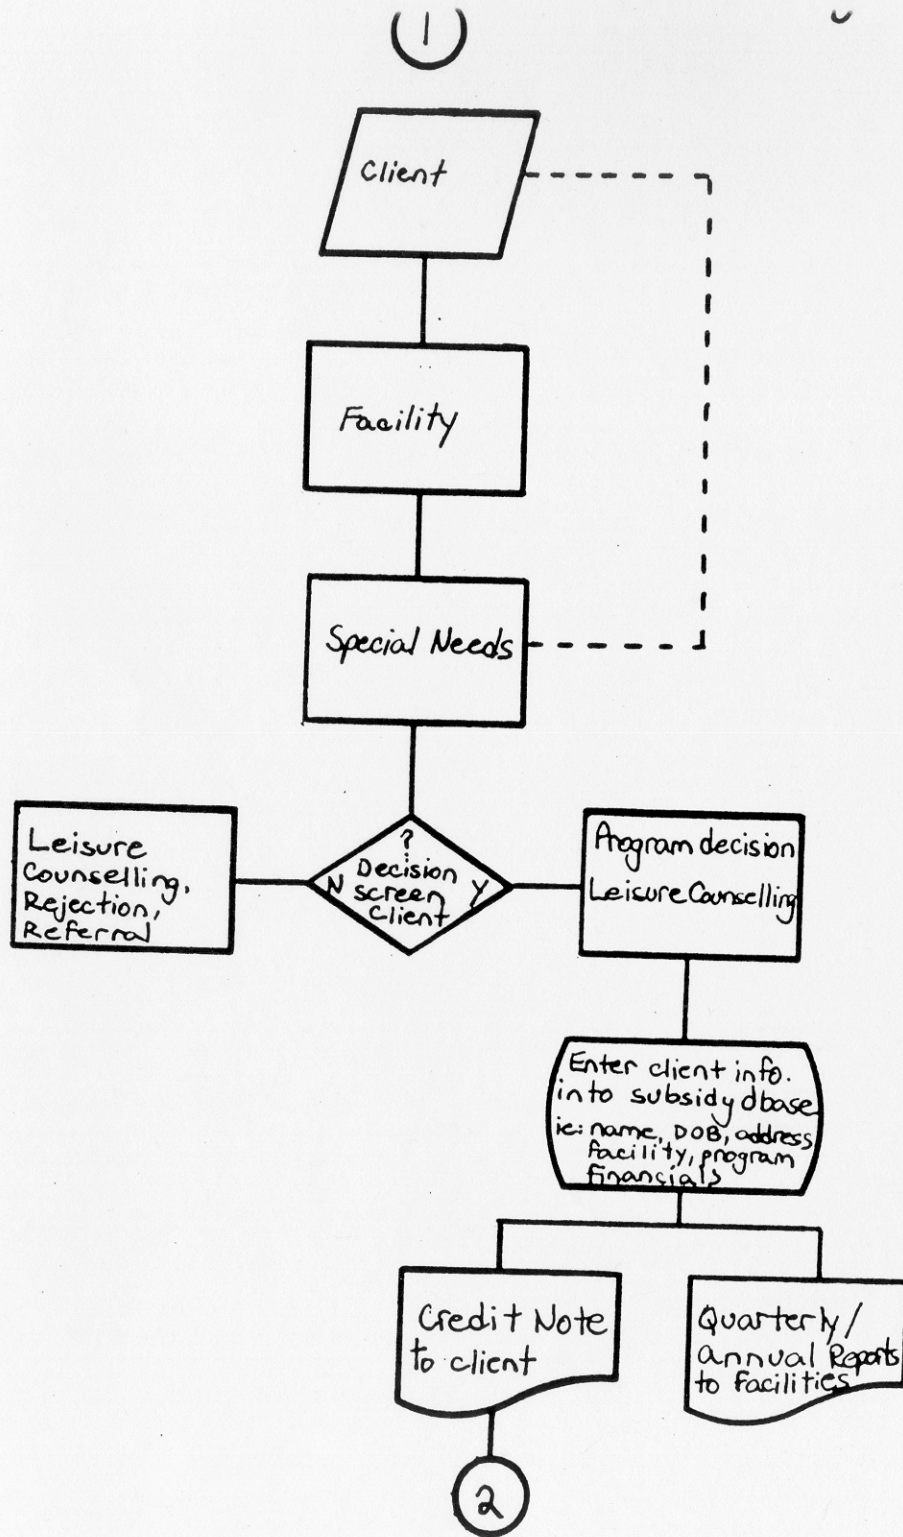 1
Client
Facility
Special Needs
Leisure
Counselling,
Rejection,
Referral
?
Decision
N screen Y
Client
Program decision
Leisure Counselling
Enter client info.
into subsidy dbase
ie: name, DOB, address
facility, program
financials
Credit Note
to client
Quarterly/
annual Reports
to facilities
2